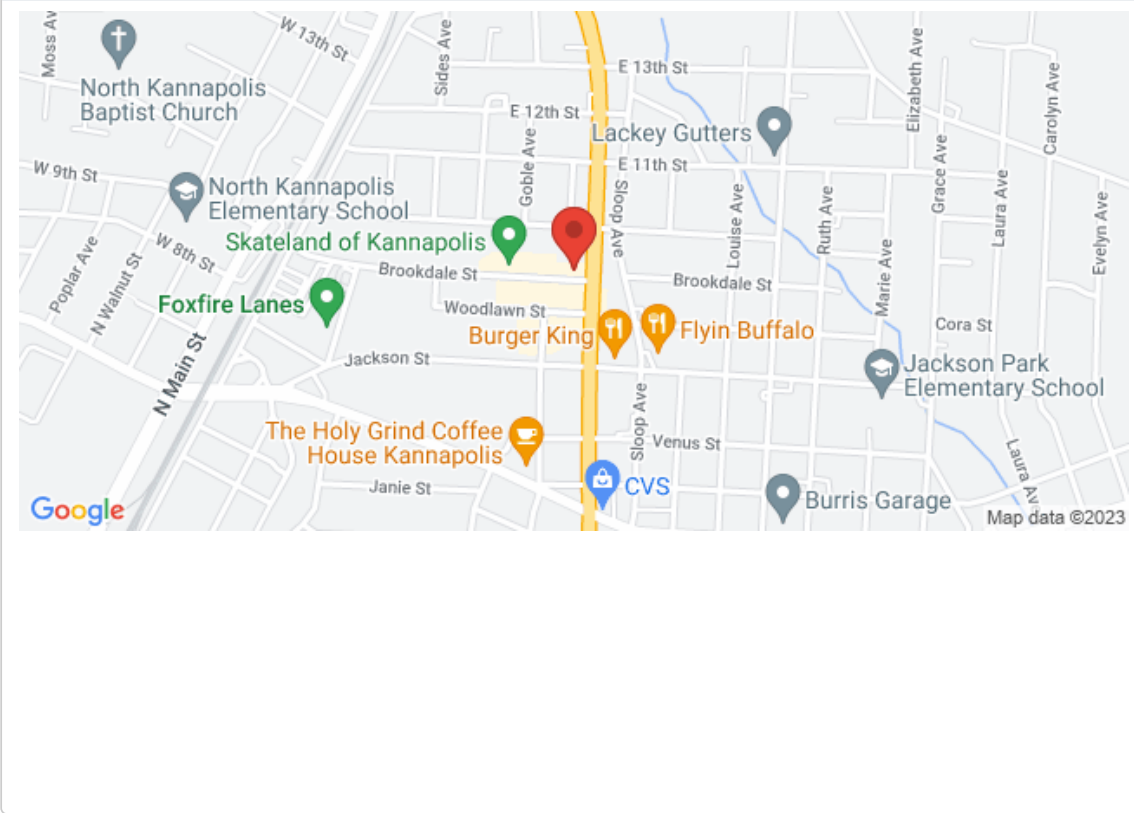 Moss Av
W 13th St
Sides Ave
E 13th St
Elizabeth Ave
Carolyn Ave
North Kannapolis
Baptist Church
E 12th St
Goble Ave
Lackey Gutters
E 11th St
Grace Ave
Laura Ave
W 9th St
North Kannapolis
Elementary School
Sloop Ave
Louise Ave
Ruth Ave
Evelyn Ave
Poplar Ave
N Walnut St
W 8th St
Skateland of Kannapolis
Brookdale St
Brookdale St
Marie Ave
Foxfire Lanes
Woodlawn St
Burger King
Flyin Buffalo
Cora St
N Main St
Jackson St
Jackson Park
Elementary School
Sloop Ave
The Holy Grind Coffee
House Kannapolis
Venus St
Laura Av
Janie St
CVS
Burris Garage
Google
Map data ©2023